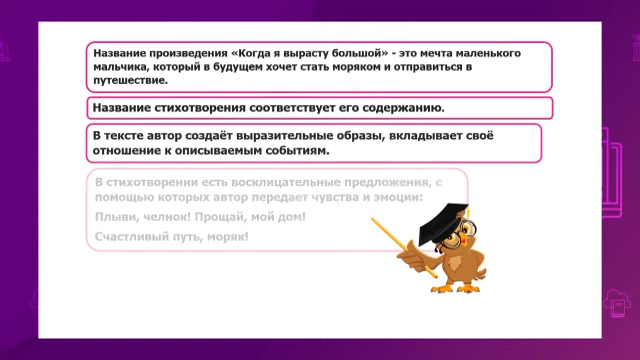 Название произведения «Когда я вырасту большой» - это мечта маленького
мальчика, который в будущем хочет стать моряком и отправиться в
путешествие.
Название стихотворения соответствует его содержанию.
В тексте автор создаёт выразительные образы, вкладывает своё
отношение к описываемым событиям.
В стихотворении есть восклицательные предложения, с
помощью которых автор передает чувства и эмоции:
Плыви, челнок! Прощай, мой дом!
Счастливый путь, моряк!